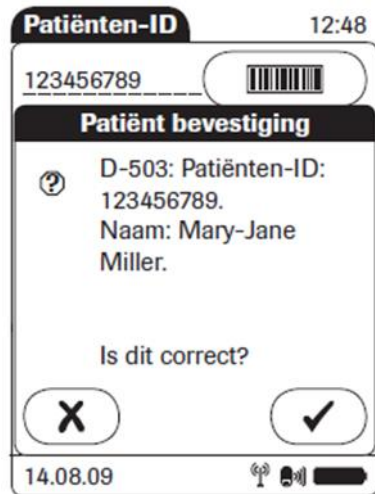 Patiënten-ID 12:48
123456789
Patiënt bevestiging
D-503: Patiënten-ID:
123456789.
Naam: Mary-Jane
Miller.
Is dit correct?
14.08.09